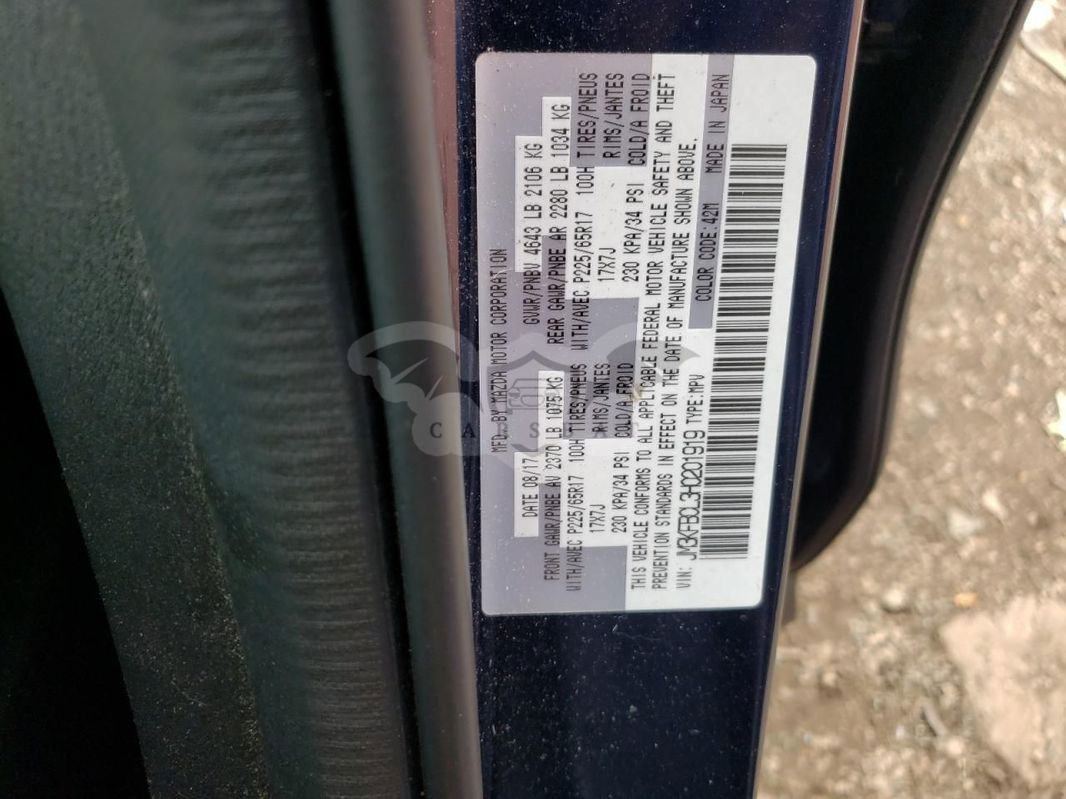 MFD. BY MAZDA MOTOR CORPORATION
DATE 08/17 GVWR/PNBV 4643 LB 2106 KG
FRONT GAWR/PNBE AV 2370 LB 1075 KG REAR GAWR/PNBE AR 2280 LB 1034 KG
WITH/AVEC P225/65R17 100H TIRES/PNEUS WITH/AVEC P225/65R17 100H TIRES/PNEUS
17X7J RIMS/JANTES 17X7J RIMS/JANTES
230 KPA/34 PSI COLD/A FROID 230 KPA/34 PSI COLD/A FROID
THIS VEHICLE CONFORMS TO ALL APPLICABLE FEDERAL MOTOR VEHICLE SAFETY AND THEFT
PREVENTION STANDARDS IN EFFECT ON THE DATE OF MANUFACTURE SHOWN ABOVE.
VIN: JM3KFBCL3H0201919 TYPE:MPV COLOR CODE:42M MADE IN JAPAN